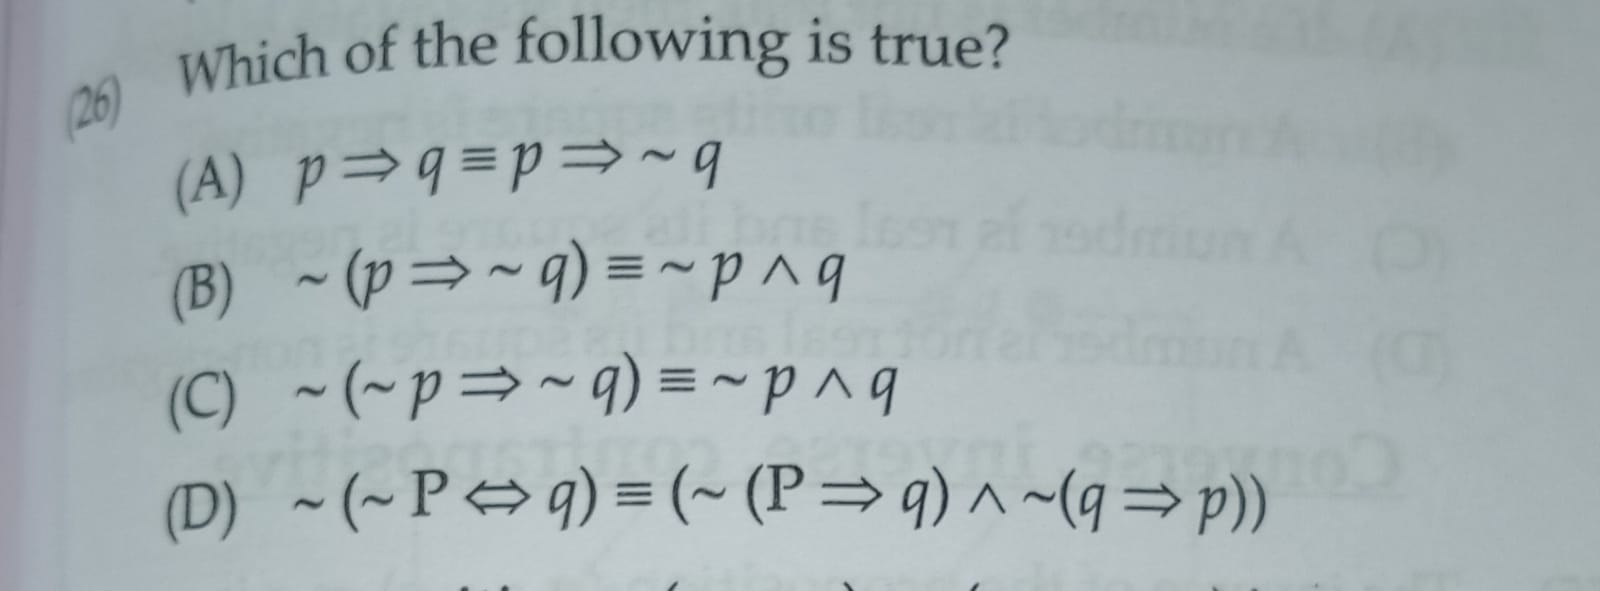 (26) Which of the following is true?
(A) p ⇒ q ≡ p ⇒ ~ q
(B) ~ (p ⇒ ~ q) ≡ ~ p ∧ q
(C) ~ (~ p ⇒ ~ q) ≡ ~ p ∧ q
(D) ~ (~ P ⇔ q) ≡ (~ (P ⇒ q) ∧ ~(q ⇒ p))